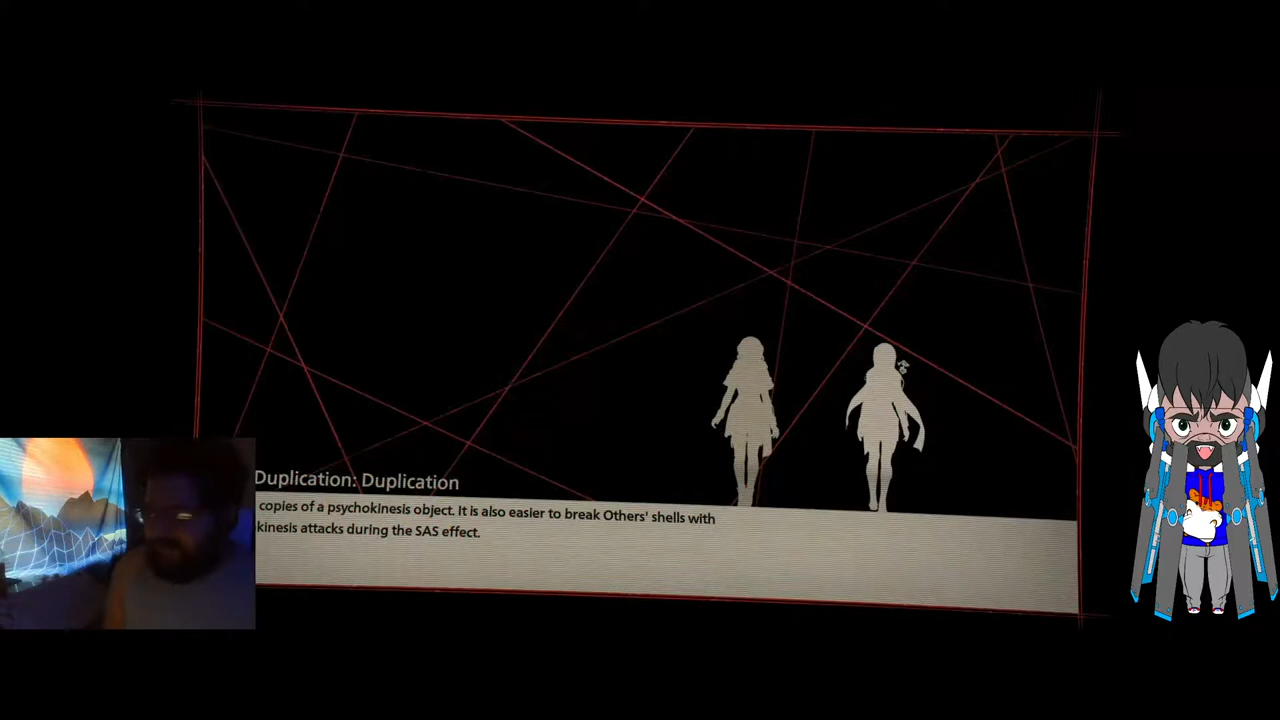 Duplication: Duplication
copies of a psychokinesis object. It is also easier to break Others' shells with
kinesis attacks during the SAS effect.